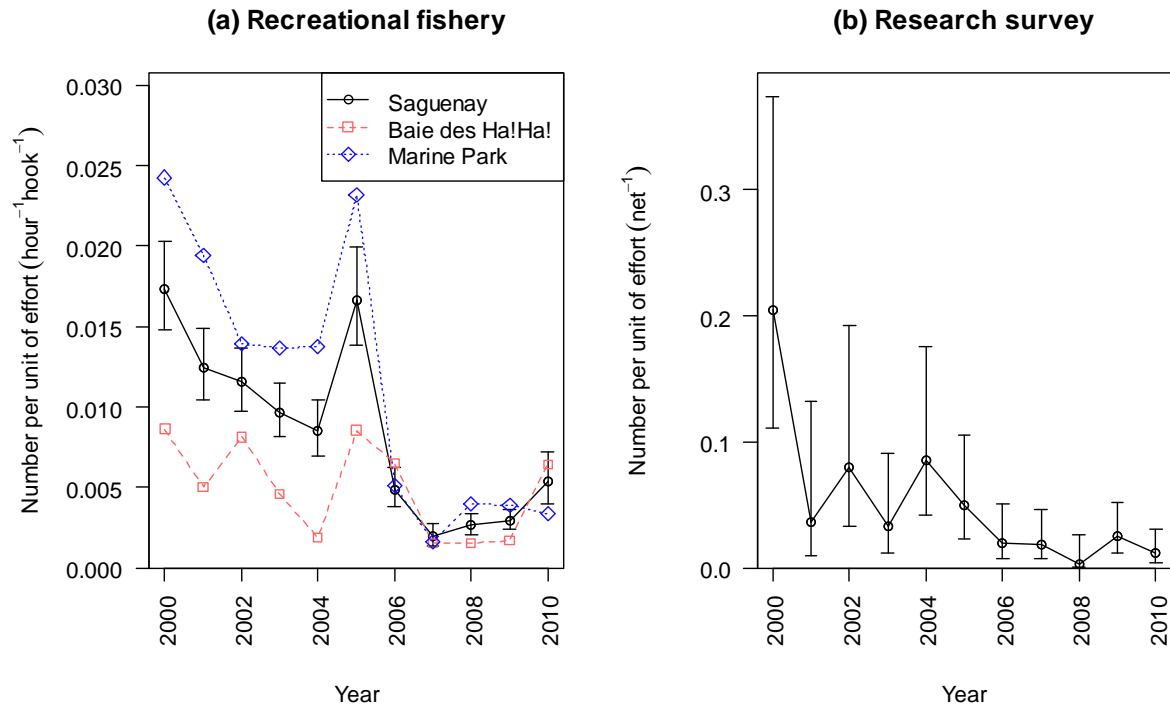 (a) Recreational fishery
Number per unit of effort (hour⁻¹hook⁻¹)
0.030
0.025
0.020
0.015
0.010
0.005
0.000
Saguenay
Baie des Ha!Ha!
Marine Park
2000
2002
2004
2006
2008
2010
Year
(b) Research survey
Number per unit of effort (net⁻¹)
0.3
0.2
0.1
0.0
2000
2002
2004
2006
2008
2010
Year